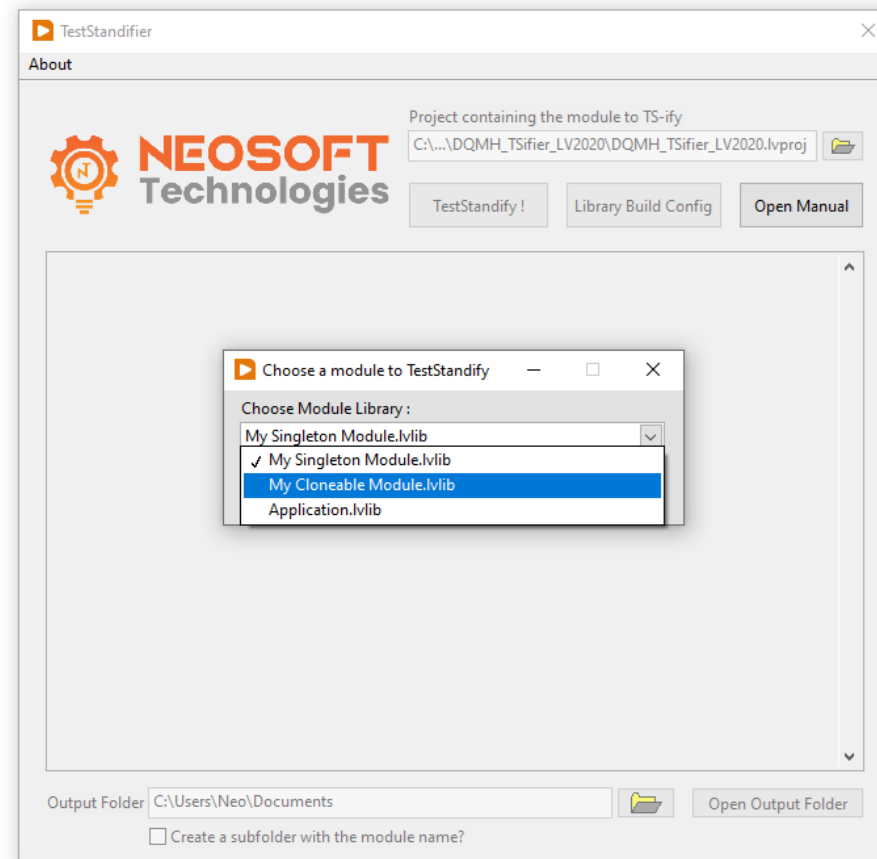 TestStandifier
About
Project containing the module to TS-ify
C:\...\DQMH_TSifier_LV2020\DQMH_TSifier_LV2020.lvproj
NEOSOFT
Technologies
NT
TestStandify !
Library Build Config
Open Manual
Choose a module to TestStandify
Choose Module Library :
My Singleton Module.lvlib
✓ My Singleton Module.lvlib
My Cloneable Module.lvlib
Application.lvlib
Output Folder
C:\Users\Neo\Documents
Open Output Folder
Create a subfolder with the module name?